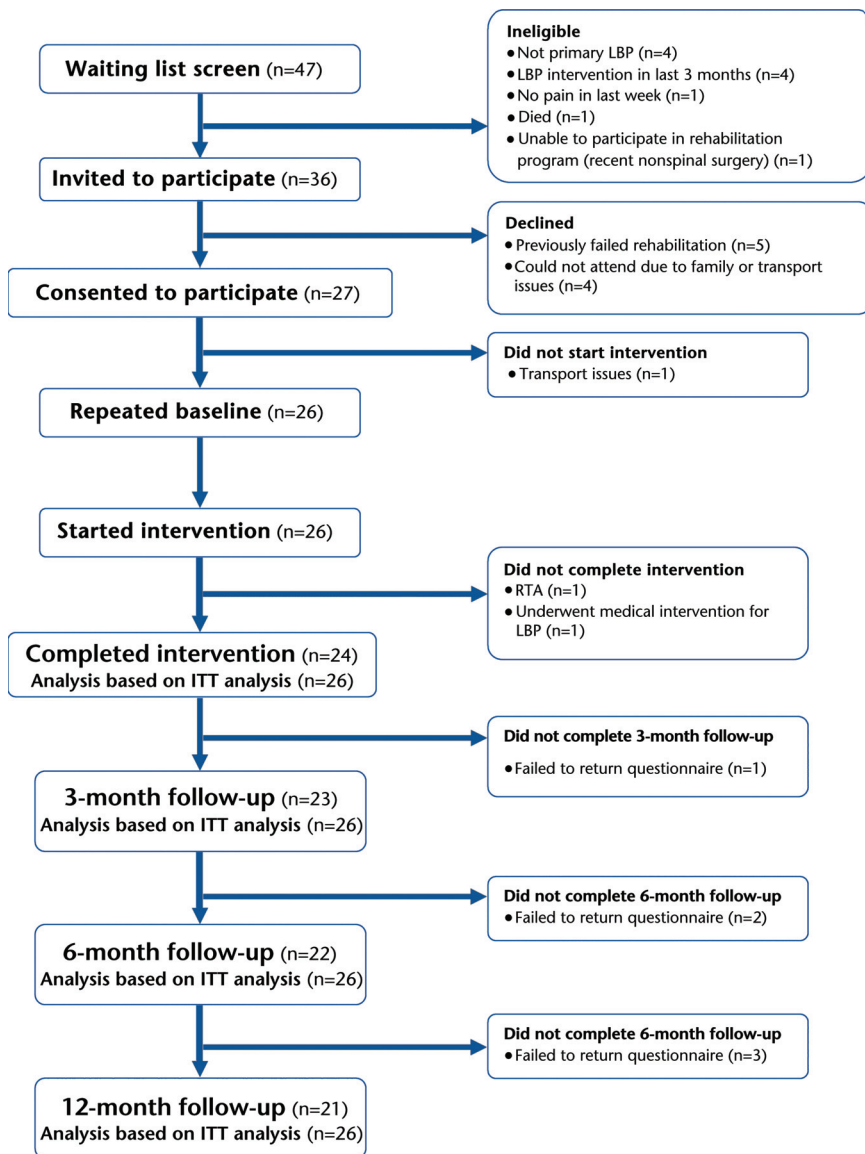 Waiting list screen (n=47)
Ineligible
• Not primary LBP (n=4)
• LBP intervention in last 3 months (n=4)
• No pain in last week (n=1)
• Died (n=1)
• Unable to participate in rehabilitation
program (recent nonspinal surgery) (n=1)
Invited to participate (n=36)
Declined
• Previously failed rehabilitation (n=5)
• Could not attend due to family or transport
issues (n=4)
Consented to participate (n=27)
Did not start intervention
• Transport issues (n=1)
Repeated baseline (n=26)
Started intervention (n=26)
Did not complete intervention
• RTA (n=1)
• Underwent medical intervention for
LBP (n=1)
Completed intervention (n=24)
Analysis based on ITT analysis (n=26)
Did not complete 3-month follow-up
• Failed to return questionnaire (n=1)
3-month follow-up (n=23)
Analysis based on ITT analysis (n=26)
Did not complete 6-month follow-up
• Failed to return questionnaire (n=2)
6-month follow-up (n=22)
Analysis based on ITT analysis (n=26)
Did not complete 6-month follow-up
• Failed to return questionnaire (n=3)
12-month follow-up (n=21)
Analysis based on ITT analysis (n=26)